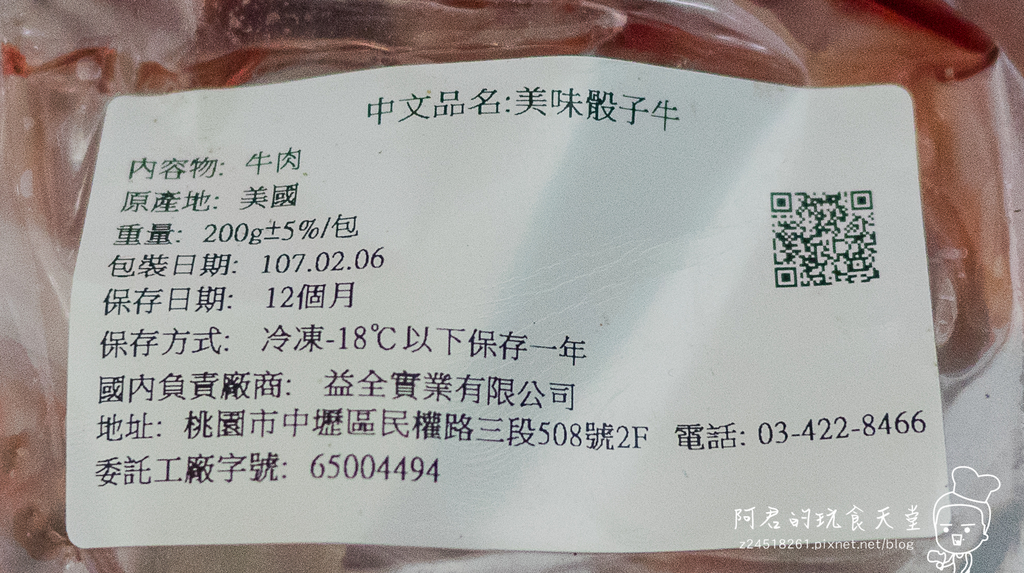 中文品名:美味骰子牛
內容物: 牛肉
原產地: 美國
重量: 200g±5%/包
包裝日期: 107.02.06
保存日期: 12個月
保存方式: 冷凍-18℃以下保存一年
國內負責廠商: 益全實業有限公司
地址: 桃園市中壢區民權路三段508號2F 電話: 03-422-8466
委託工廠字號: 65004494
阿君的玩食天堂
z24518261.pixnet.net/blog